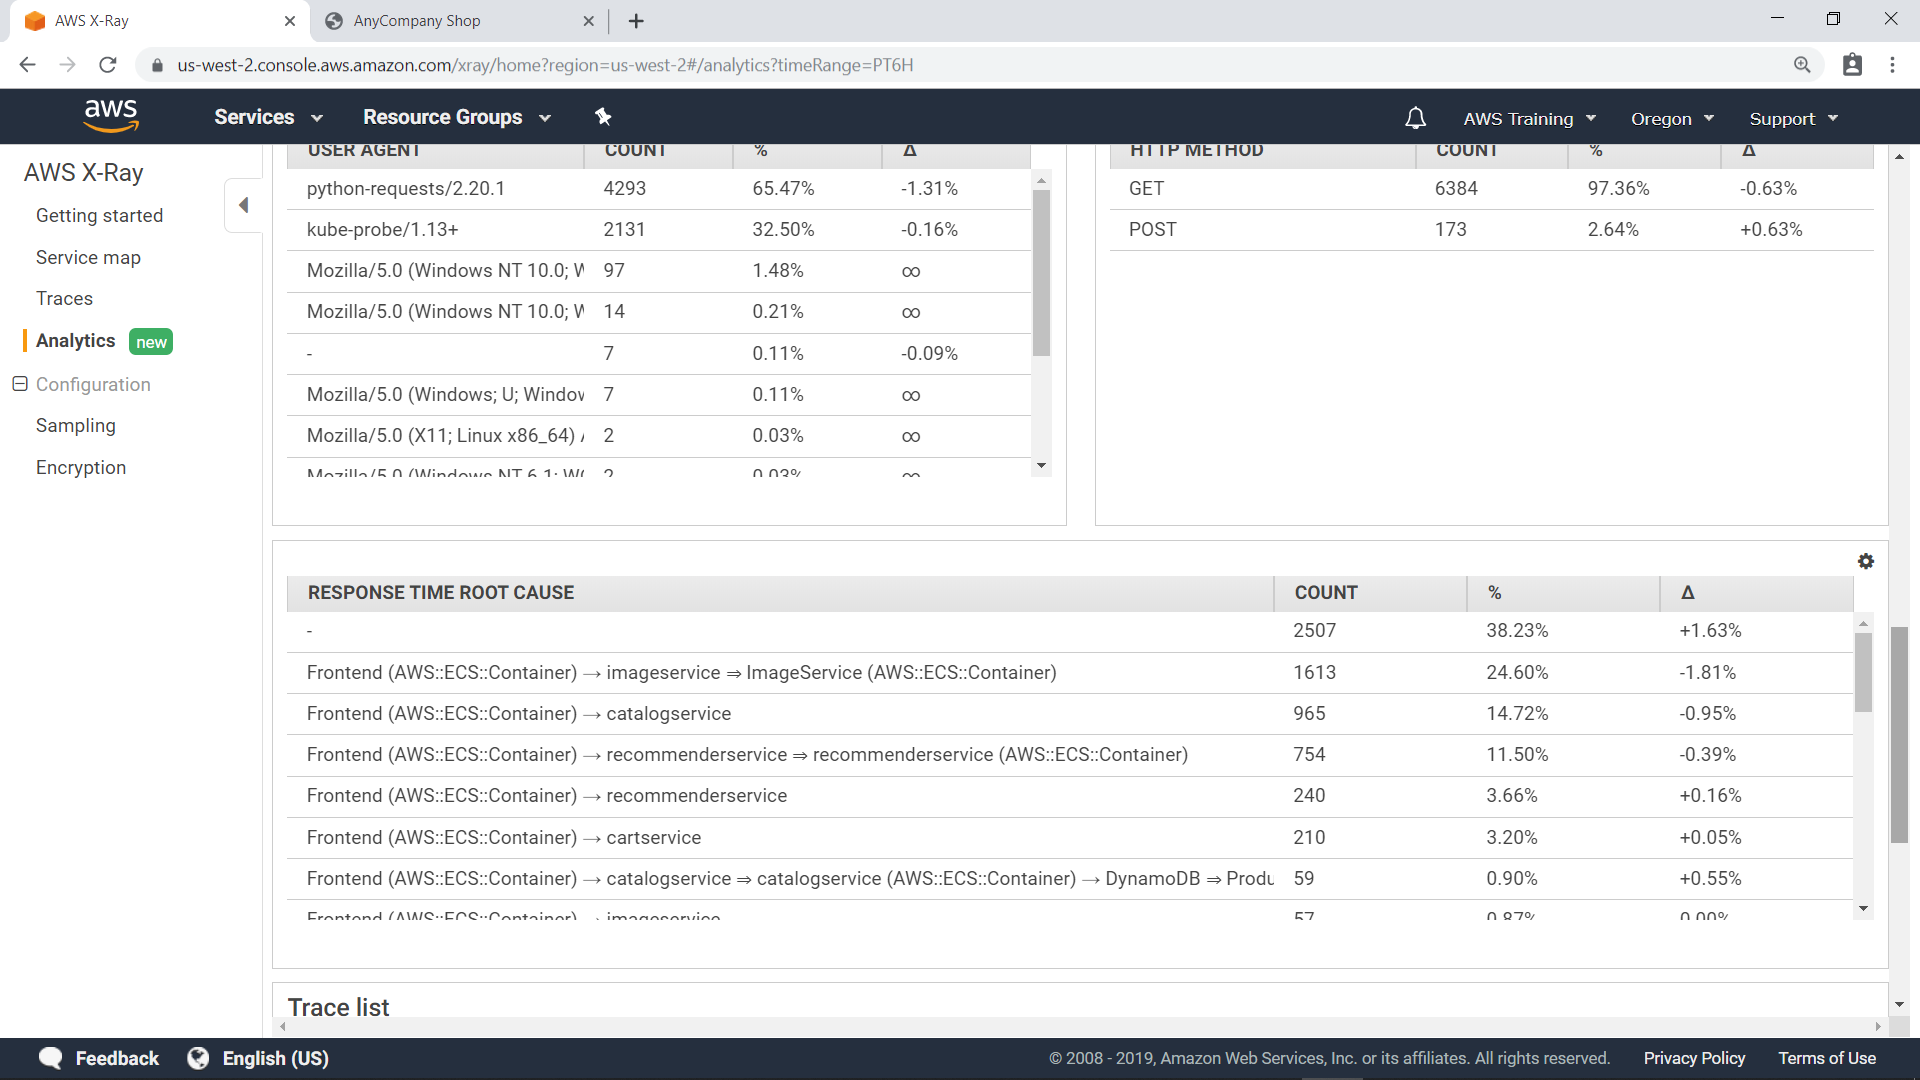 AWS X-Ray
AnyCompany Shop
us-west-2.console.aws.amazon.com/xray/home?region=us-west-2#/analytics?timeRange=PT6H
aws
Services
Resource Groups
AWS Training
Oregon
Support
AWS X-Ray
Getting started
Service map
Traces
Analytics new
Configuration
Sampling
Encryption
USER AGENT COUNT % Δ
python-requests/2.20.1 4293 65.47% -1.31%
kube-probe/1.13+ 2131 32.50% -0.16%
Mozilla/5.0 (Windows NT 10.0; W 97 1.48% ∞
Mozilla/5.0 (Windows NT 10.0; W 14 0.21% ∞
- 7 0.11% -0.09%
Mozilla/5.0 (Windows; U; Window 7 0.11% ∞
Mozilla/5.0 (X11; Linux x86_64) 2 0.03% ∞
Mozilla/5.0 (Windows NT 6.1; WO 2 0.03% ∞
HTTP METHOD COUNT % Δ
GET 6384 97.36% -0.63%
POST 173 2.64% +0.63%
RESPONSE TIME ROOT CAUSE COUNT % Δ
- 2507 38.23% +1.63%
Frontend (AWS::ECS::Container) → imageservice ⇒ ImageService (AWS::ECS::Container) 1613 24.60% -1.81%
Frontend (AWS::ECS::Container) → catalogservice 965 14.72% -0.95%
Frontend (AWS::ECS::Container) → recommenderservice ⇒ recommenderservice (AWS::ECS::Container) 754 11.50% -0.39%
Frontend (AWS::ECS::Container) → recommenderservice 240 3.66% +0.16%
Frontend (AWS::ECS::Container) → cartservice 210 3.20% +0.05%
Frontend (AWS::ECS::Container) → catalogservice ⇒ catalogservice (AWS::ECS::Container) → DynamoDB ⇒ Produ 59 0.90% +0.55%
Frontend (AWS::ECS::Container) → imageservice 57 0.87% 0.00%
Trace list
Feedback
English (US)
© 2008 - 2019, Amazon Web Services, Inc. or its affiliates. All rights reserved.
Privacy Policy
Terms of Use